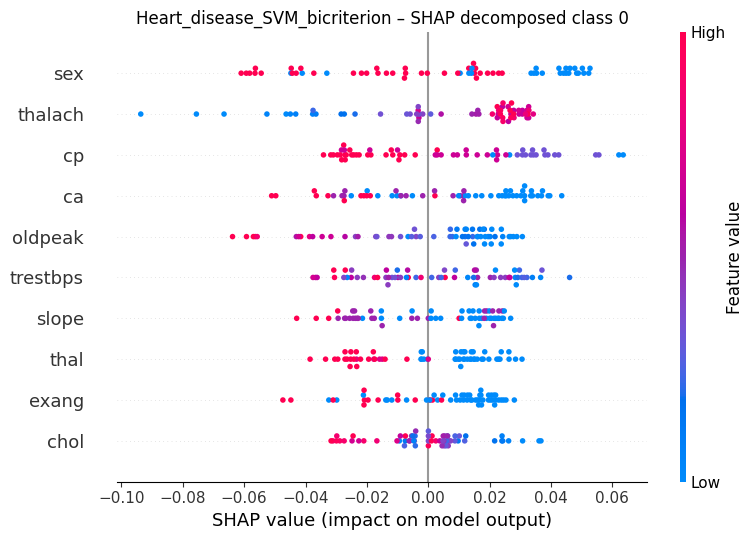 Heart_disease_SVM_bicriterion – SHAP decomposed class 0
High
sex
thalach
cp
ca
oldpeak
trestbps
slope
thal
exang
chol
Feature value
Low
−0.10 −0.08 −0.06 −0.04 −0.02 0.00 0.02 0.04 0.06
SHAP value (impact on model output)